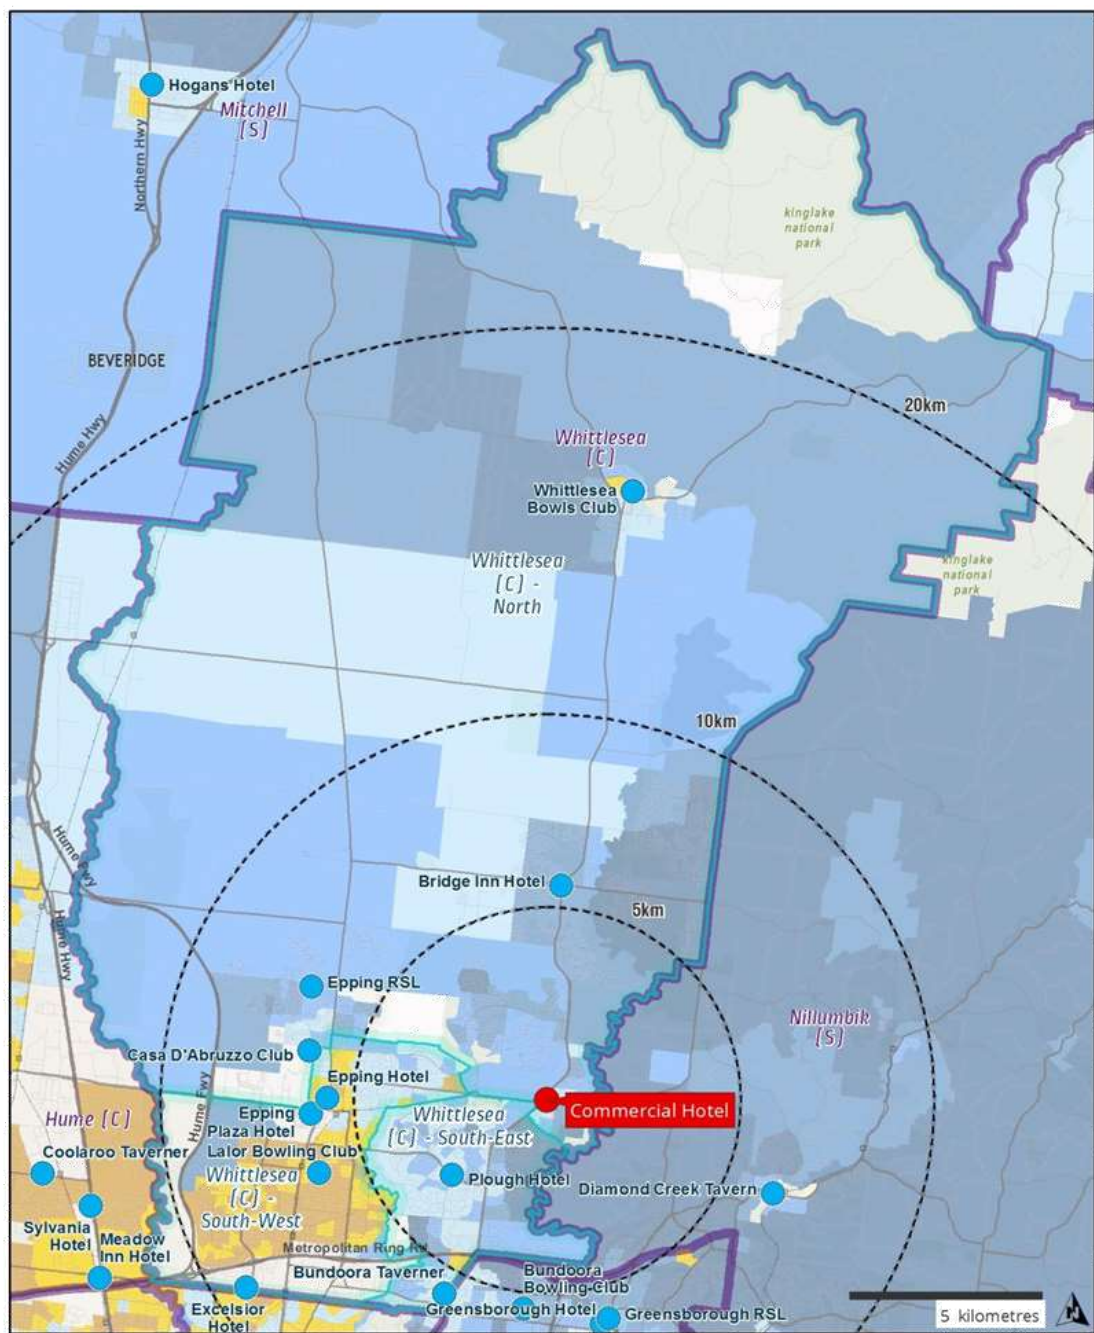 Hogans Hotel
Mitchell
[S]
Northern Hwy
kinglake
national
park
BEVERIDGE
Hume Hwy
20km
Whittlesea
[C]
Whittlesea
Bowls Club
Whittlesea
[C] -
North
kinglake
national
park
10km
Hume Fwy
Bridge Inn Hotel
5km
Hume Hwy
Epping RSL
Nillumbik
[S]
Casa D'Abruzzo Club
Epping Hotel
Hume Fwy
Commercial Hotel
Hume [C]
Epping
Plaza Hotel
Whittlesea
[C] - South-East
Coolaroo Taverner
Lalor Bowling Club
Whittlesea
[C] -
South-West
Plough Hotel
Diamond Creek Tavern
Sylvania
Hotel
Meadow
Inn Hotel
Metropolitan Ring Rd
Bundoora Taverner
Bundoora
Bowling Club
Excelsior
Hotel
Greensborough Hotel
Greensborough RSL
5 kilometres
N